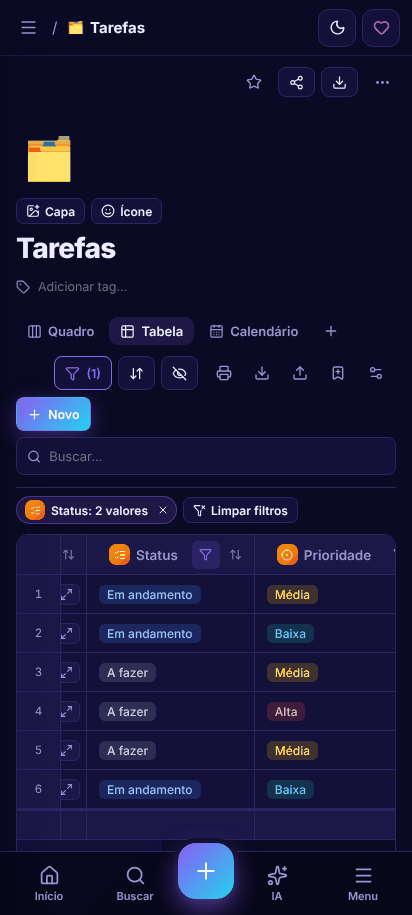 / Tarefas
Capa Ícone
Tarefas
Adicionar tag...
Quadro Tabela Calendário +
(1)
+ Novo
Buscar...
Status: 2 valores × Limpar filtros
Status Prioridade
1 Em andamento Média
2 Em andamento Baixa
3 A fazer Média
4 A fazer Alta
5 A fazer Média
6 Em andamento Baixa
+
Início Buscar IA Menu